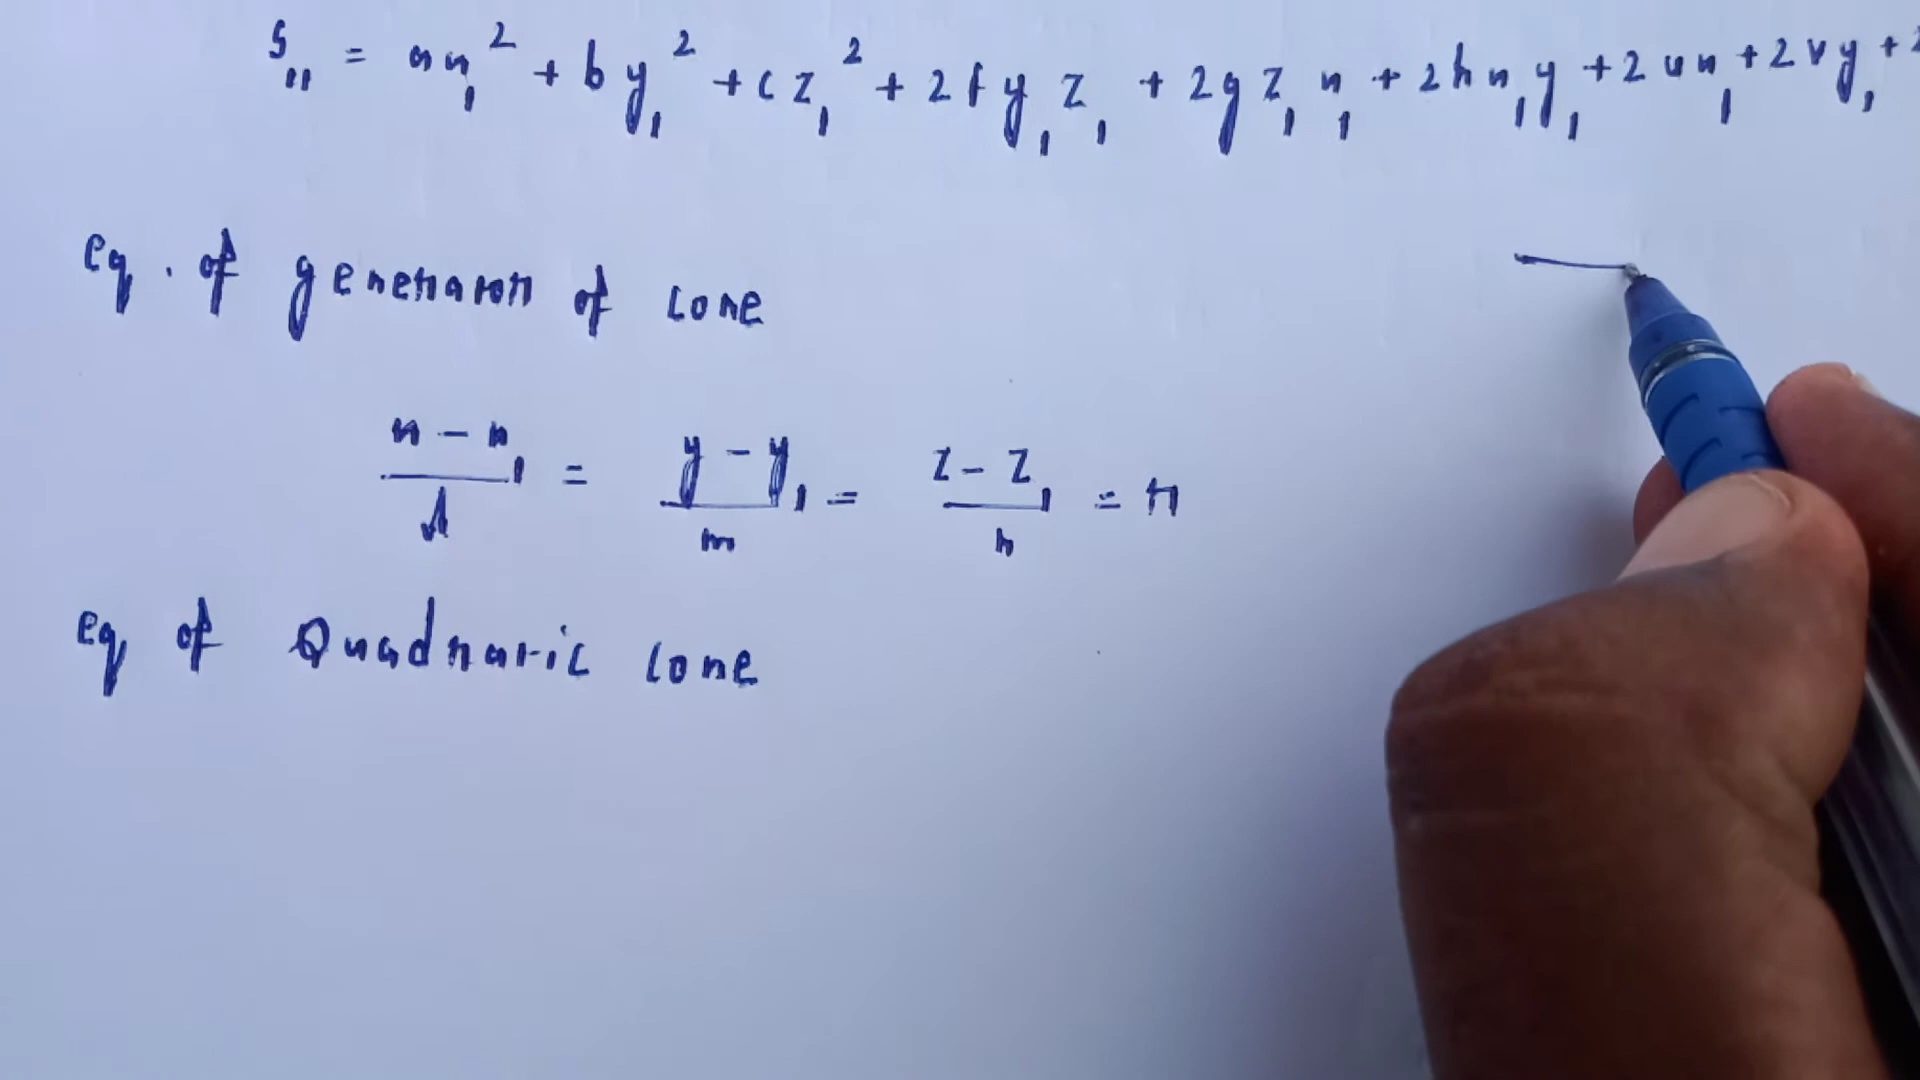 S₁₁ = ax₁² + by₁² + cz₁² + 2fy₁z₁ + 2gz₁x₁ + 2hx₁y₁ + 2ux₁ + 2vy₁ + 2
eq. of generator of cone
x - x₁ / l = y - y₁ / m = z - z₁ / n = r
eq of Quadratic cone